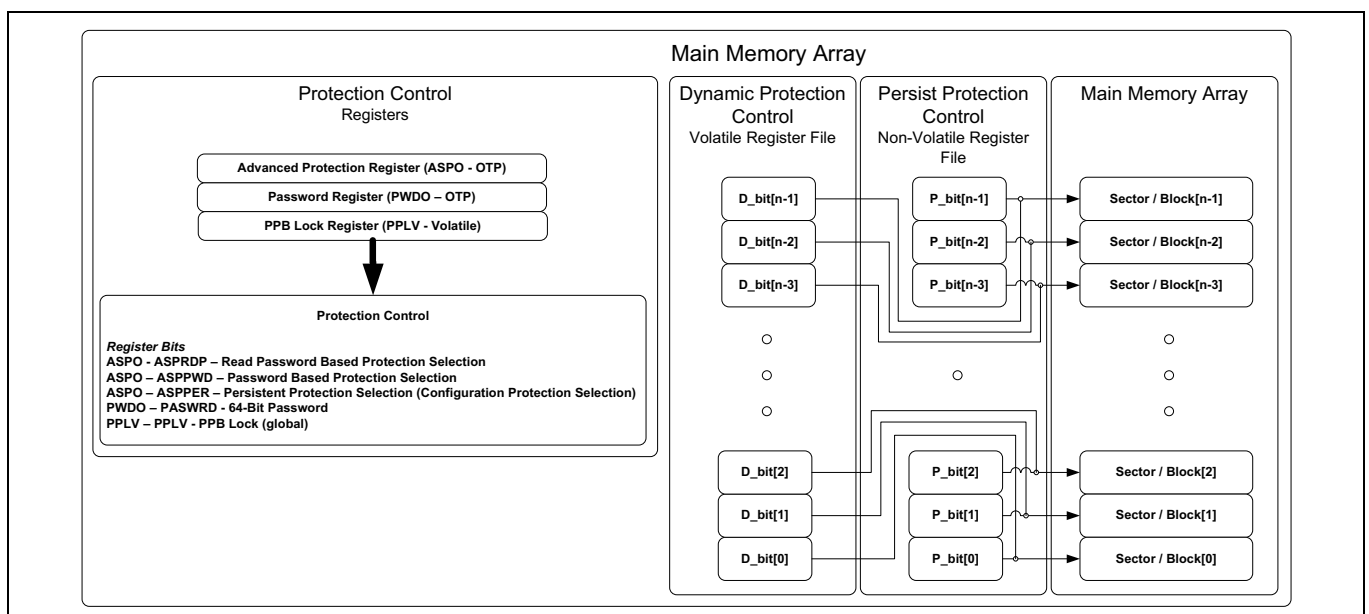 Main Memory Array
Protection Control
Registers
Advanced Protection Register (ASPO - OTP)
Password Register (PWDO – OTP)
PPB Lock Register (PPLV - Volatile)
Protection Control
Register Bits
ASPO - ASPRDP – Read Password Based Protection Selection
ASPO – ASPPWD – Password Based Protection Selection
ASPO – ASPPER – Persistent Protection Selection (Configuration Protection Selection)
PWDO – PASWRD - 64-Bit Password
PPLV – PPLV - PPB Lock (global)
Dynamic Protection
Control
Volatile Register File
D_bit[n-1]
D_bit[n-2]
D_bit[n-3]
D_bit[2]
D_bit[1]
D_bit[0]
Persist Protection
Control
Non-Volatile Register
File
P_bit[n-1]
P_bit[n-2]
P_bit[n-3]
P_bit[2]
P_bit[1]
P_bit[0]
Main Memory Array
Sector / Block[n-1]
Sector / Block[n-2]
Sector / Block[n-3]
Sector / Block[2]
Sector / Block[1]
Sector / Block[0]